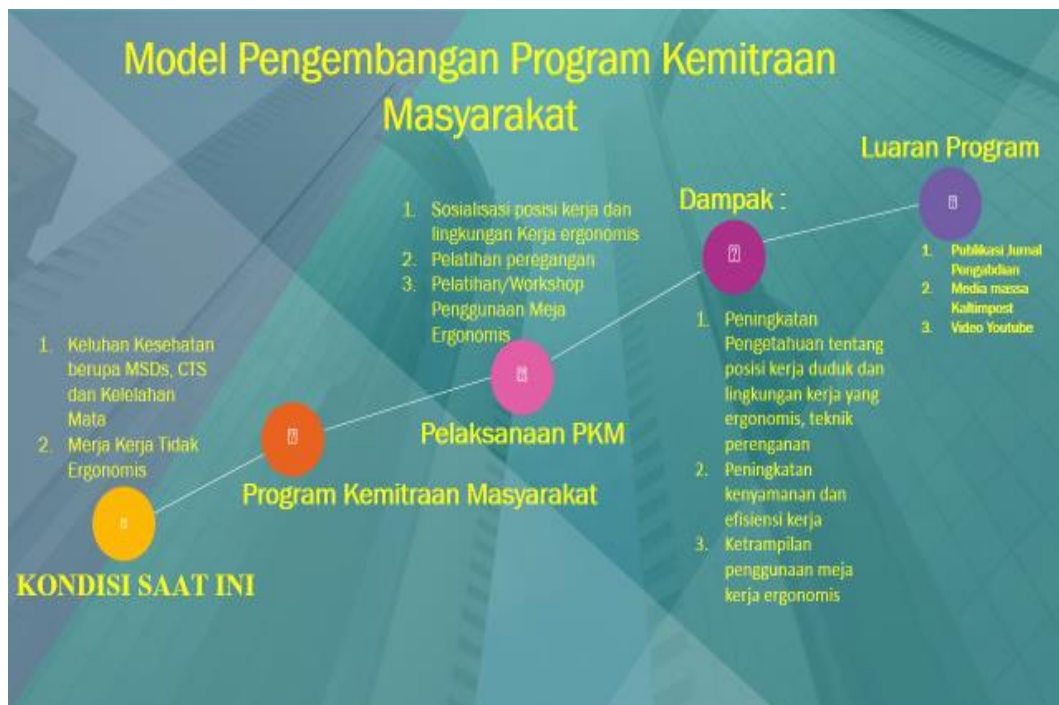 Model Pengembangan Program Kemitraan
Masyarakat
1. Keluhan Kesehatan
berupa MSDs, CTS
dan Kelelahan
Mata
2. Merja Kerja Tidak
Ergonomis
KONDISI SAAT INI
Program Kemitraan Masyarakat
1. Sosialisasi posisi kerja dan
lingkungan Kerja ergonomis
2. Pelatihan peregangan
3. Pelatihan/Workshop
Penggunaan Meja
Ergonomis
Pelaksanaan PKM
Dampak :
1. Peningkatan
Pengetahuan tentang
posisi kerja duduk dan
lingkungan kerja yang
ergonomis, teknik
perenganan
2. Peningkatan
kenyamanan dan
efisiensi kerja
3. Ketrampilan
penggunaan meja
kerja ergonomis
Luaran Program
1. Publikasi Jurnal
Pengabdian
2. Media massa
Kaltimpost
3. Video Youtube